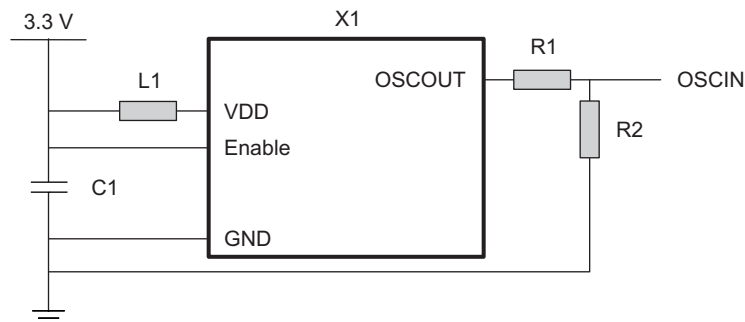 3.3 V
X1
OSCOUT
R1
OSCIN
L1
VDD
R2
Enable
C1
GND